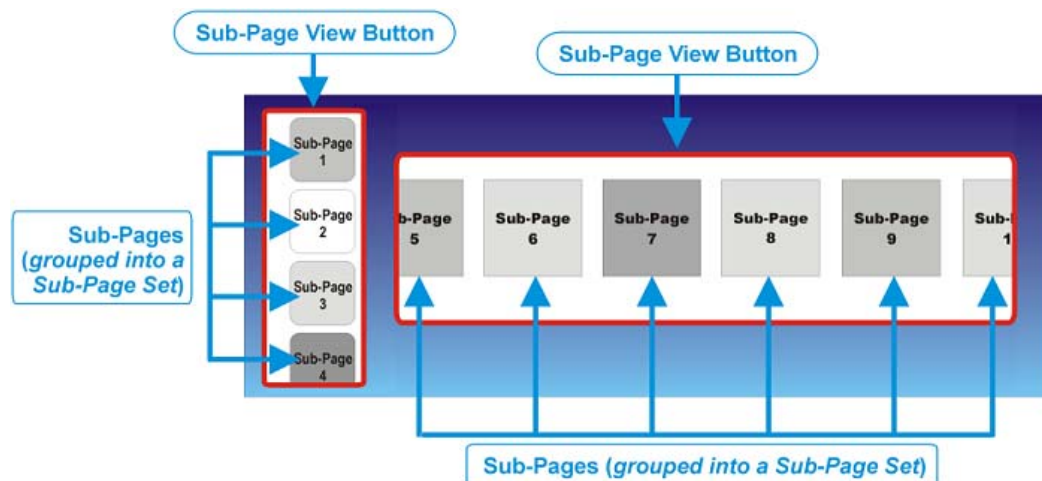 Sub-Page View Button
Sub-Page View Button
Sub-Page
1
Sub-Page
2
Sub-Page
3
Sub-Page
4
Sub-Pages
(grouped into a
Sub-Page Set)
b-Page
5
Sub-Page
6
Sub-Page
7
Sub-Page
8
Sub-Page
9
Sub-
1
Sub-Pages (grouped into a Sub-Page Set)